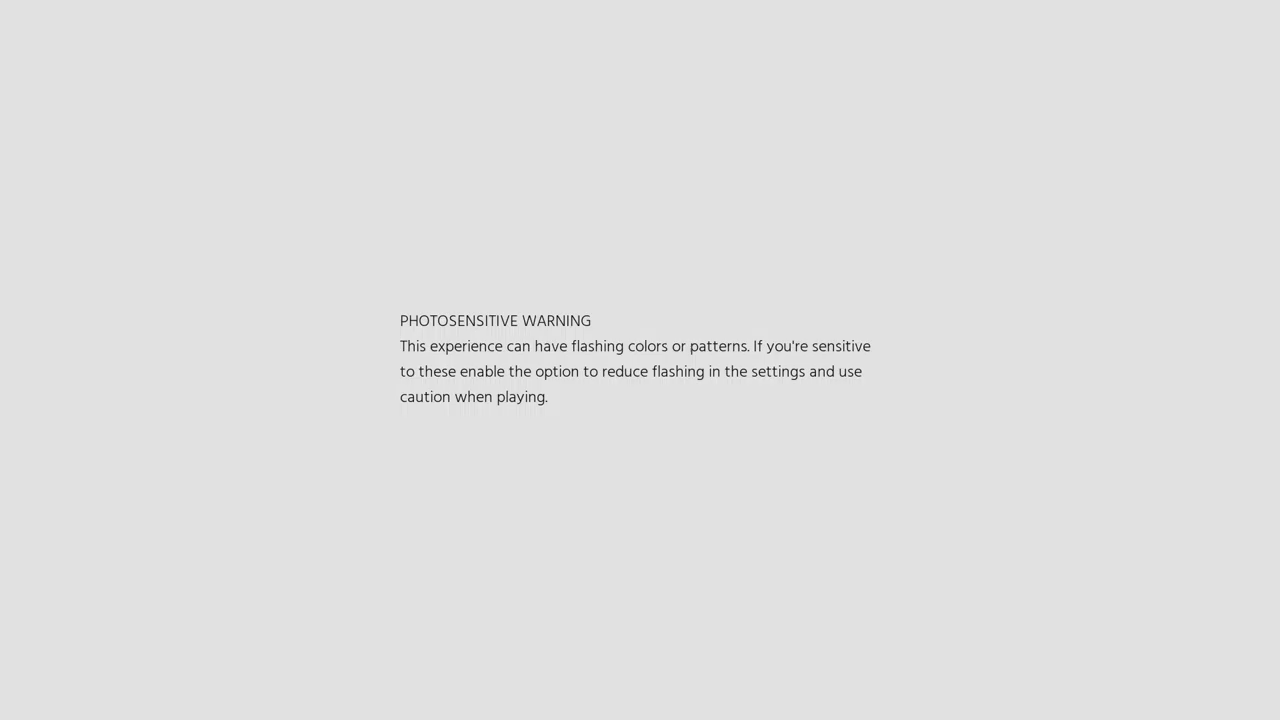 PHOTOSENSITIVE WARNING
This experience can have flashing colors or patterns. If you're sensitive
to these enable the option to reduce flashing in the settings and use
caution when playing.